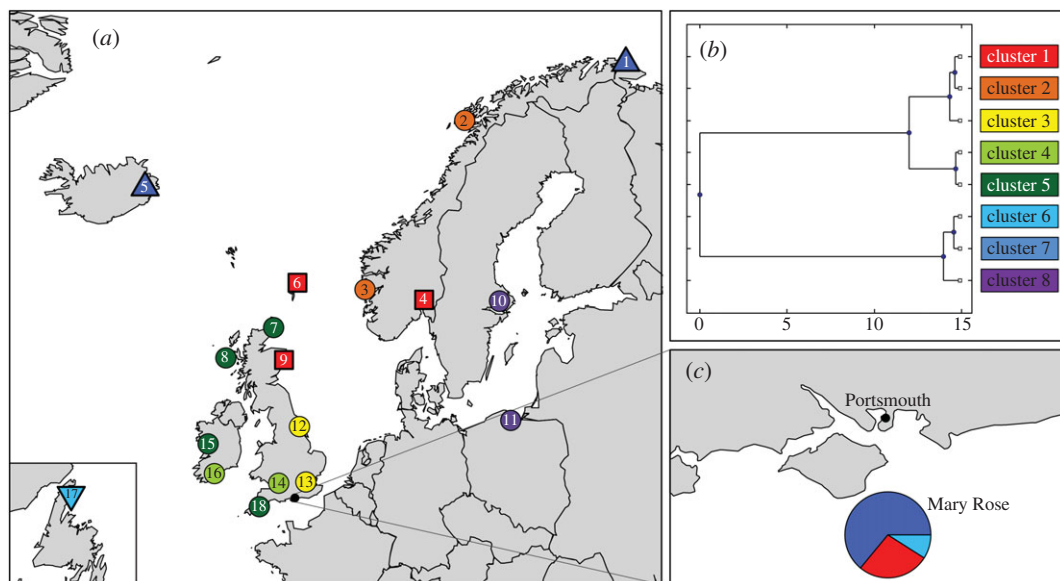 (a)
1
2
5
6
3
4
10
7
8
9
11
12
15
16
14
13
17
18
(b)
cluster 1
cluster 2
cluster 3
cluster 4
cluster 5
cluster 6
cluster 7
cluster 8
0 5 10 15
(c)
Portsmouth
Mary Rose